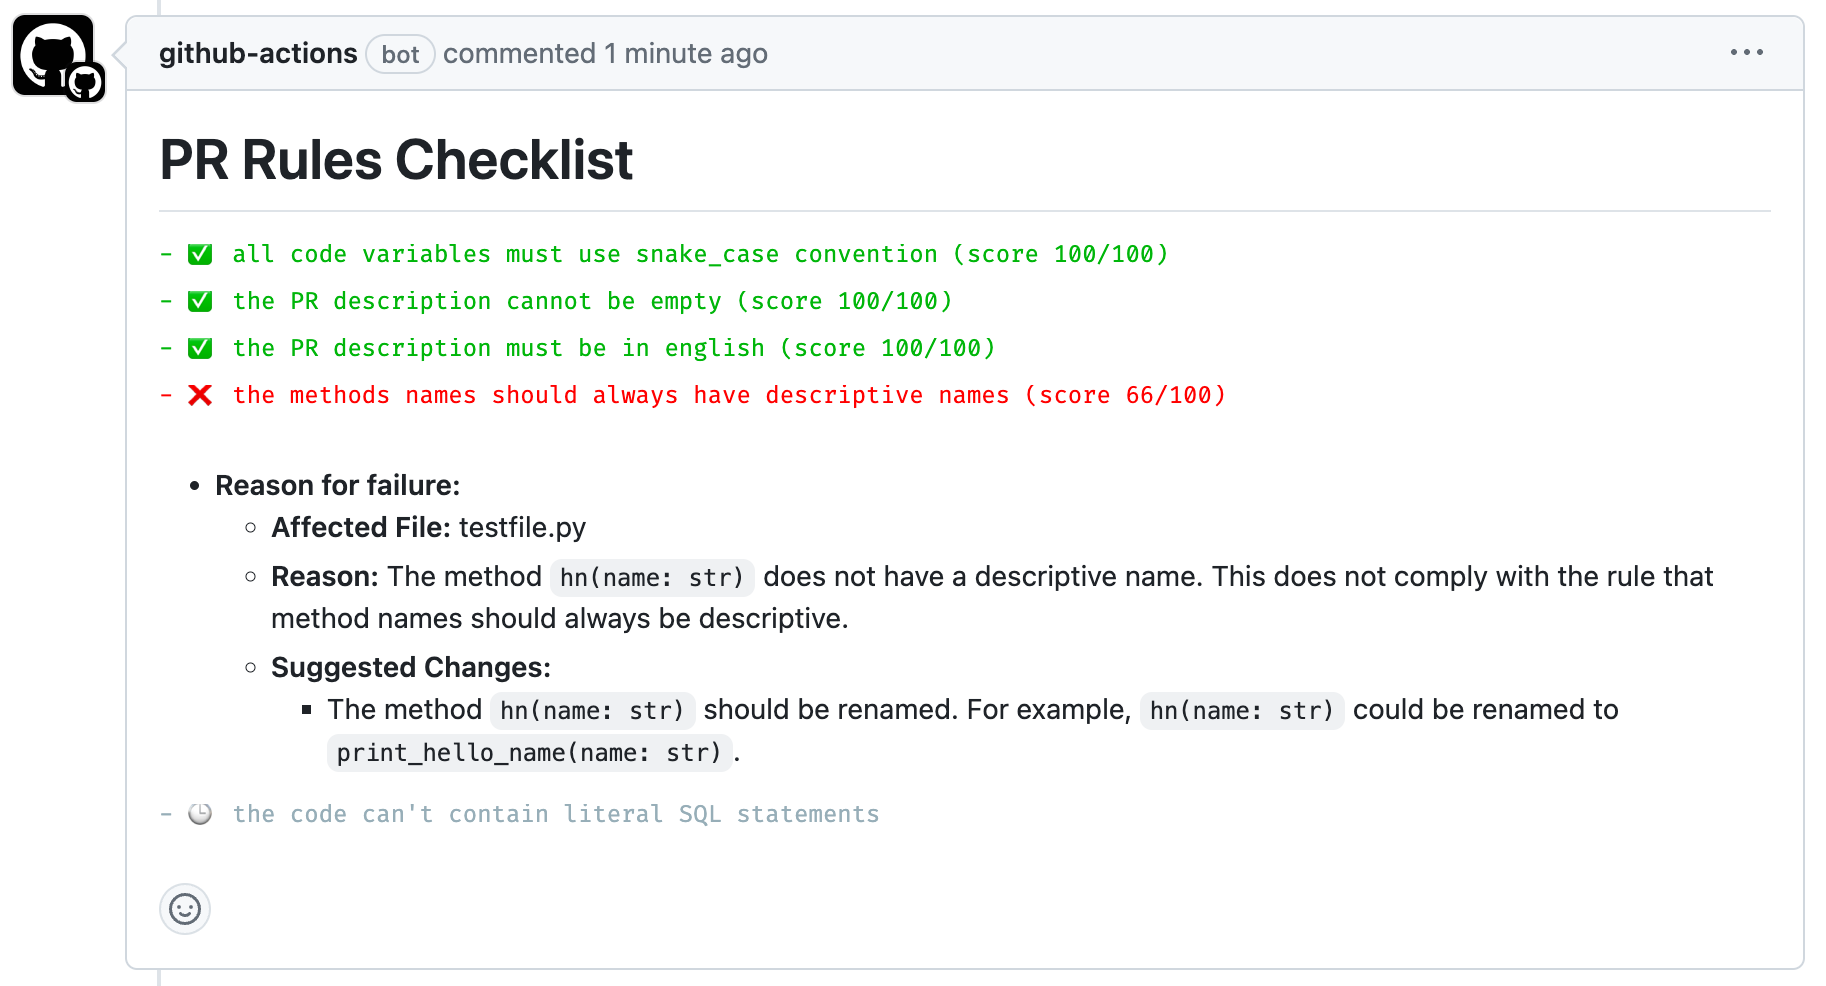 github-actions bot commented 1 minute ago
PR Rules Checklist
- ✅ all code variables must use snake_case convention (score 100/100)
- ✅ the PR description cannot be empty (score 100/100)
- ✅ the PR description must be in english (score 100/100)
- ❌ the methods names should always have descriptive names (score 66/100)
• Reason for failure:
◦ Affected File: testfile.py
◦ Reason: The method hn(name: str) does not have a descriptive name. This does not comply with the rule that
method names should always be descriptive.
◦ Suggested Changes:
▪ The method hn(name: str) should be renamed. For example, hn(name: str) could be renamed to
print_hello_name(name: str).
- 🕒 the code can't contain literal SQL statements